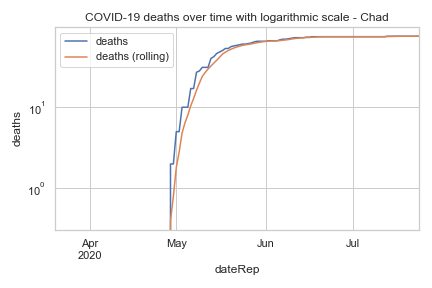 COVID-19 deaths over time with logarithmic scale - Chad
deaths
deaths (rolling)
deaths
10¹
10⁰
Apr
2020
May
Jun
Jul
dateRep